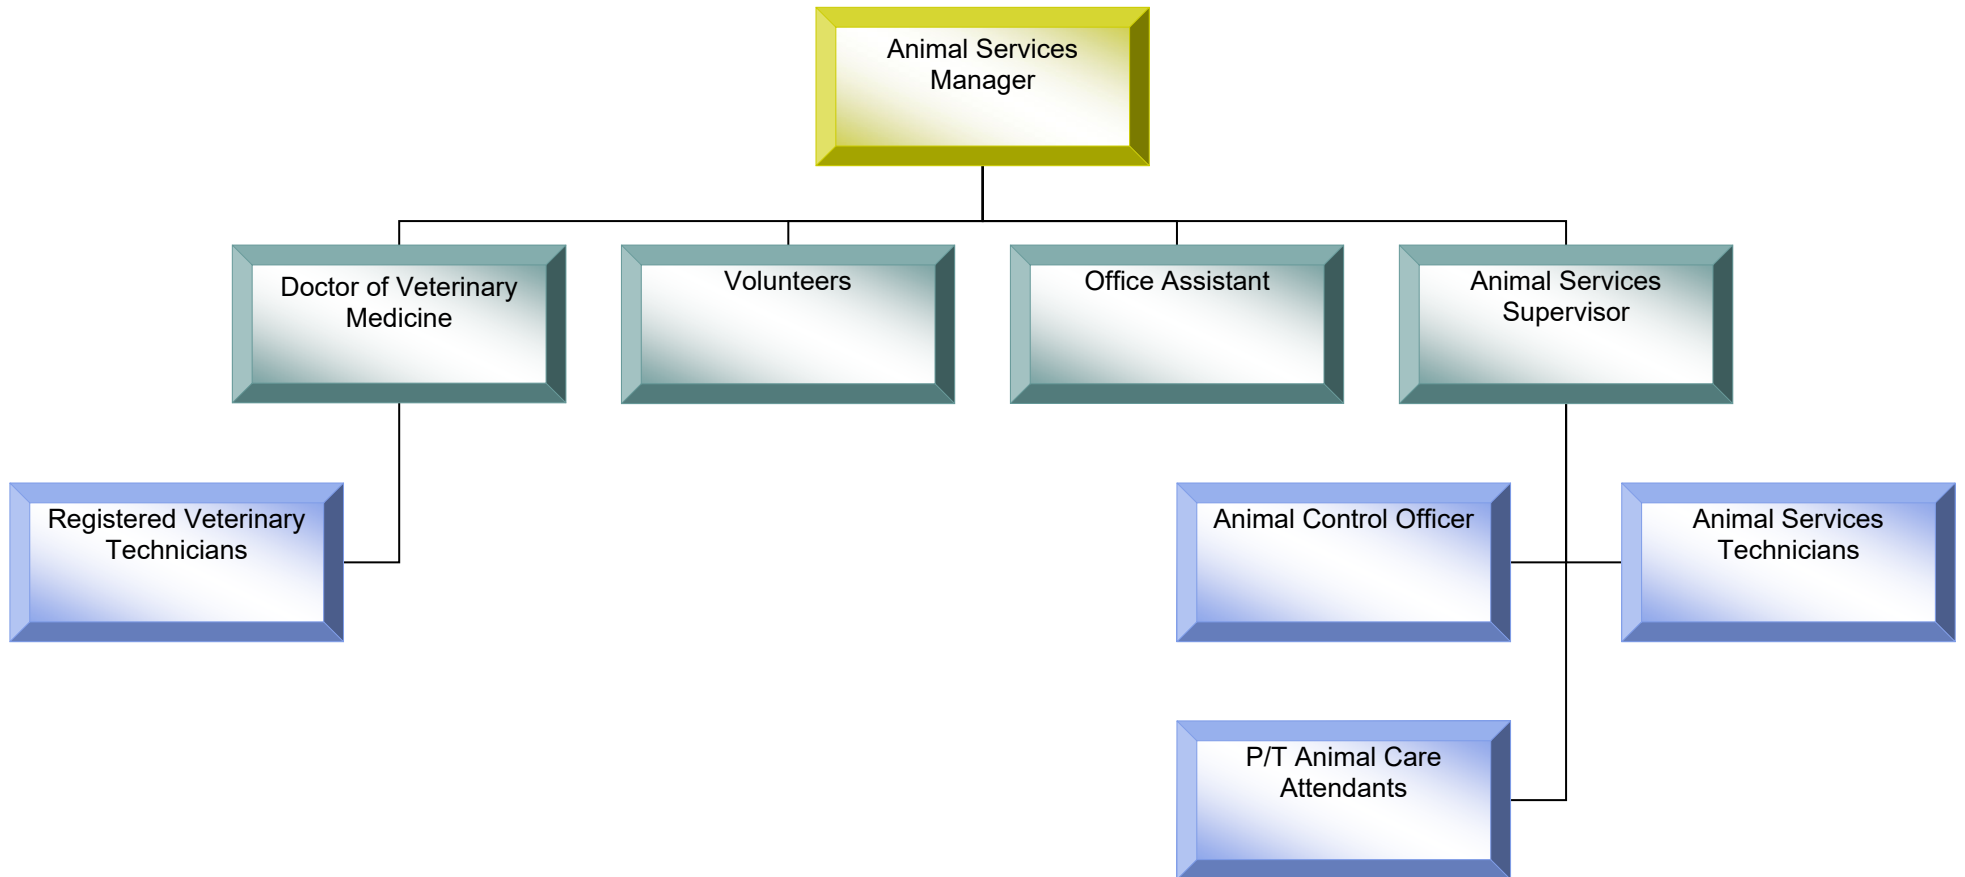 Animal Services
Manager
Doctor of Veterinary
Medicine
Volunteers
Office Assistant
Animal Services
Supervisor
Registered Veterinary
Technicians
Animal Control Officer
Animal Services
Technicians
P/T Animal Care
Attendants